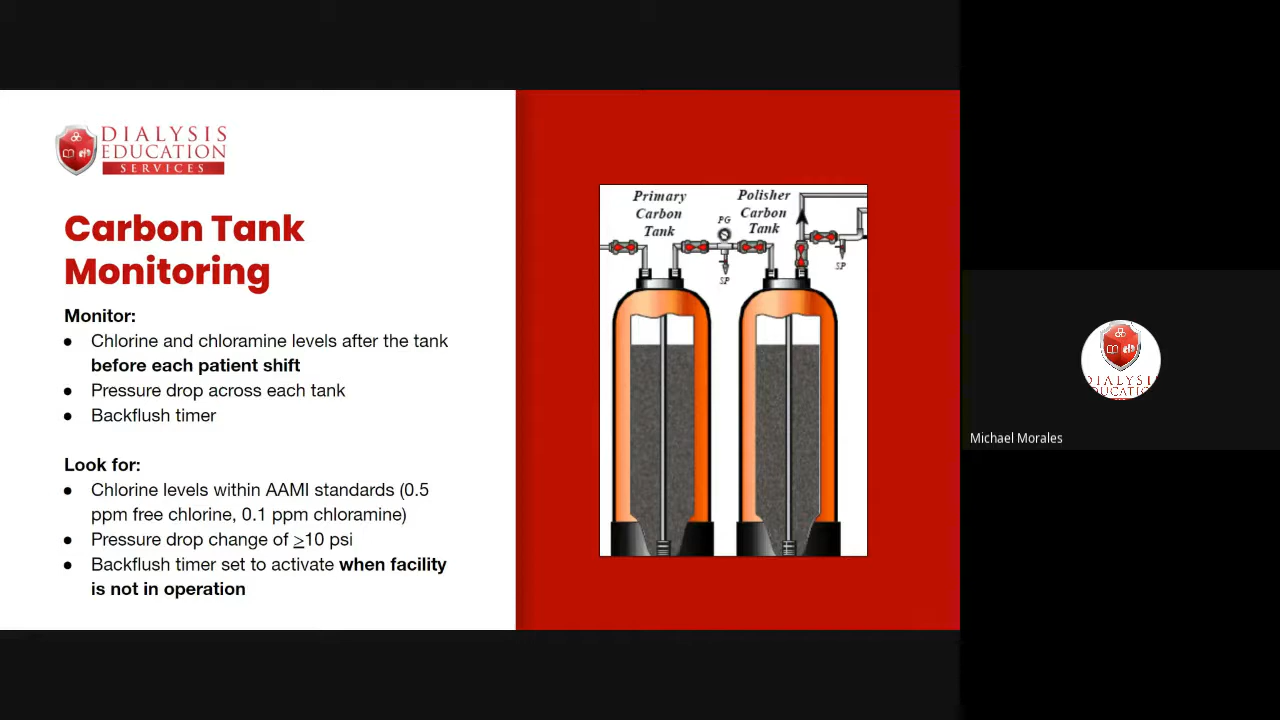 DIALYSIS
EDUCATION
SERVICES
Carbon Tank
Monitoring
Monitor:
● Chlorine and chloramine levels after the tank
before each patient shift
● Pressure drop across each tank
● Backflush timer
Look for:
● Chlorine levels within AAMI standards (0.5
ppm free chlorine, 0.1 ppm chloramine)
● Pressure drop change of ≥10 psi
● Backflush timer set to activate when facility
is not in operation
Primary
Carbon
Tank
PG
SP
Polisher
Carbon
Tank
SP
DIALYSIS
EDUCATIO
Michael Morales